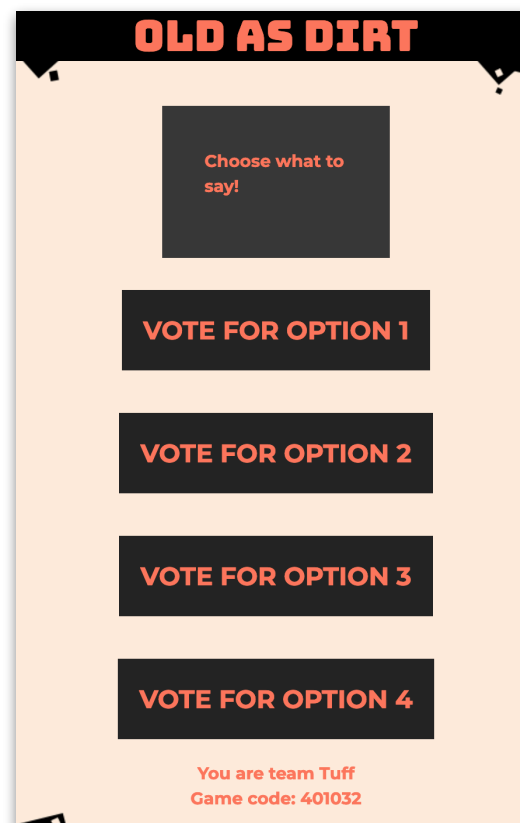 OLD AS DIRT
Choose what to
say!
VOTE FOR OPTION 1
VOTE FOR OPTION 2
VOTE FOR OPTION 3
VOTE FOR OPTION 4
You are team Tuff
Game code: 401032